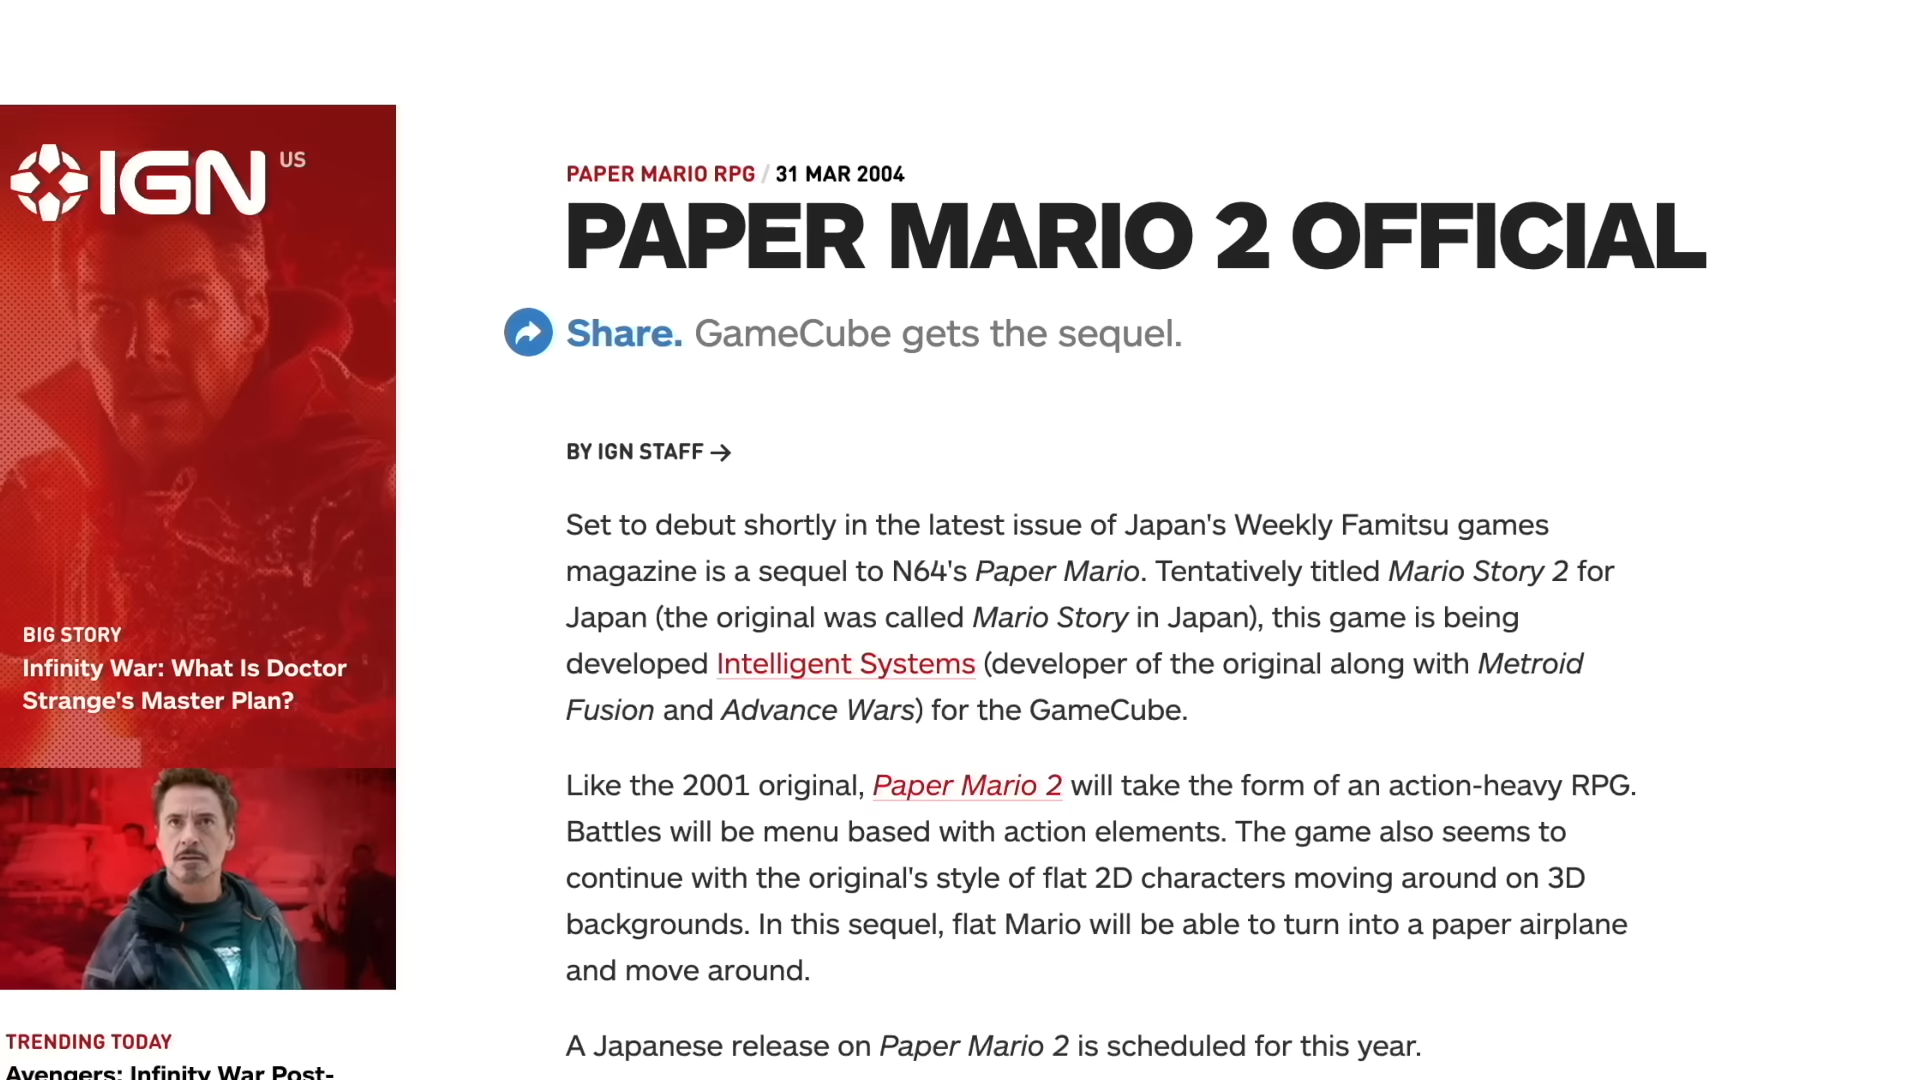 IGN US
BIG STORY
Infinity War: What Is Doctor
Strange's Master Plan?
TRENDING TODAY
Avengers: Infinity War Post-
PAPER MARIO RPG / 31 MAR 2004
PAPER MARIO 2 OFFICIAL
Share. GameCube gets the sequel.
BY IGN STAFF →
Set to debut shortly in the latest issue of Japan's Weekly Famitsu games
magazine is a sequel to N64's Paper Mario. Tentatively titled Mario Story 2 for
Japan (the original was called Mario Story in Japan), this game is being
developed Intelligent Systems (developer of the original along with Metroid
Fusion and Advance Wars) for the GameCube.
Like the 2001 original, Paper Mario 2 will take the form of an action-heavy RPG.
Battles will be menu based with action elements. The game also seems to
continue with the original's style of flat 2D characters moving around on 3D
backgrounds. In this sequel, flat Mario will be able to turn into a paper airplane
and move around.
A Japanese release on Paper Mario 2 is scheduled for this year.